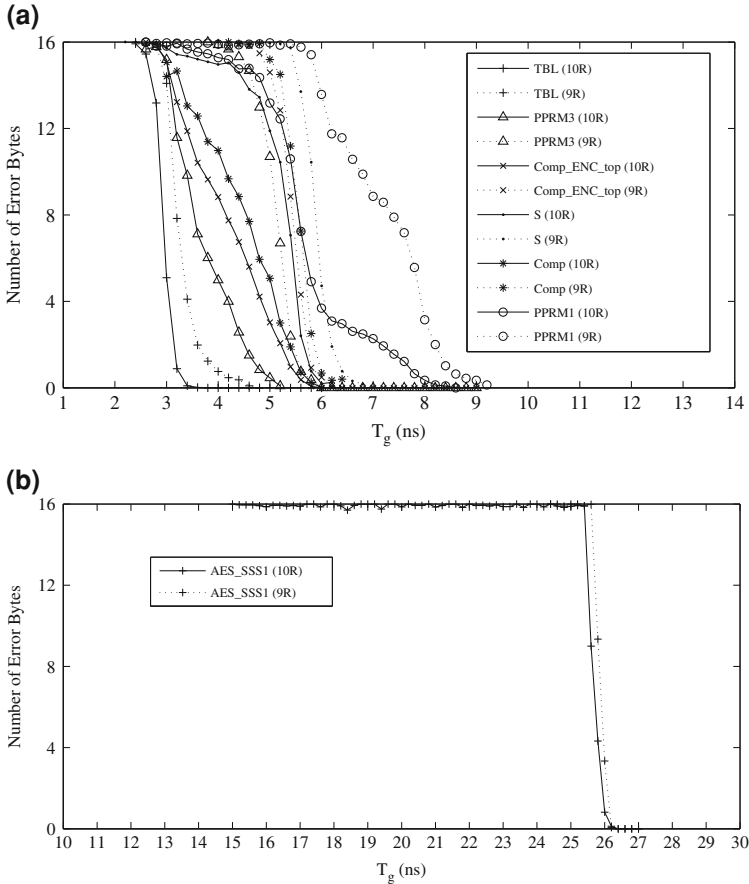 (a)
16
12
8
4
0
Number of Error Bytes
TBL (10R)
TBL (9R)
PPRM3 (10R)
PPRM3 (9R)
Comp_ENC_top (10R)
Comp_ENC_top (9R)
S (10R)
S (9R)
Comp (10R)
Comp (9R)
PPRM1 (10R)
PPRM1 (9R)
1 2 3 4 5 6 7 8 9 10 11 12 13 14
Tg (ns)
(b)
16
12
8
4
0
Number of Error Bytes
AES_SSS1 (10R)
AES_SSS1 (9R)
10 11 12 13 14 15 16 17 18 19 20 21 22 23 24 25 26 27 28 29 30
Tg (ns)